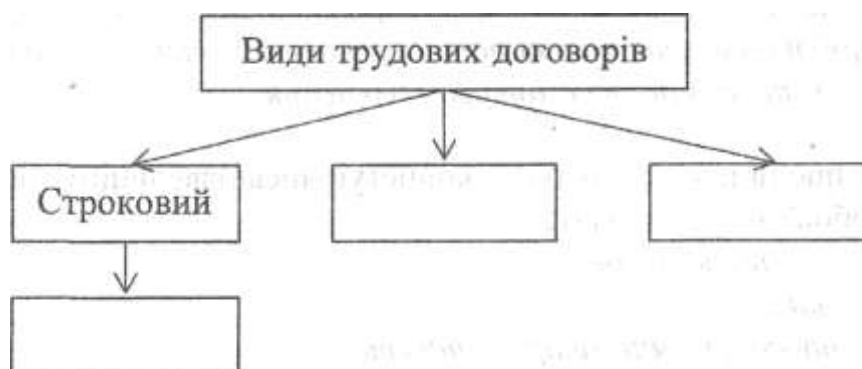 Види трудових договорів
Строковий